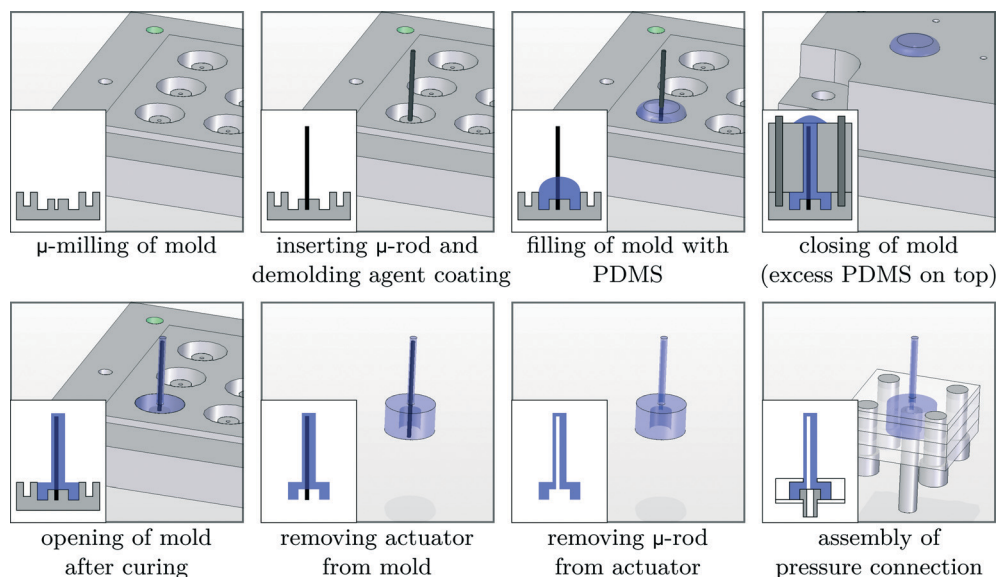 μ-milling of mold
inserting μ-rod and
demolding agent coating
filling of mold with
PDMS
closing of mold
(excess PDMS on top)
opening of mold
after curing
removing actuator
from mold
removing μ-rod
from actuator
assembly of
pressure connection